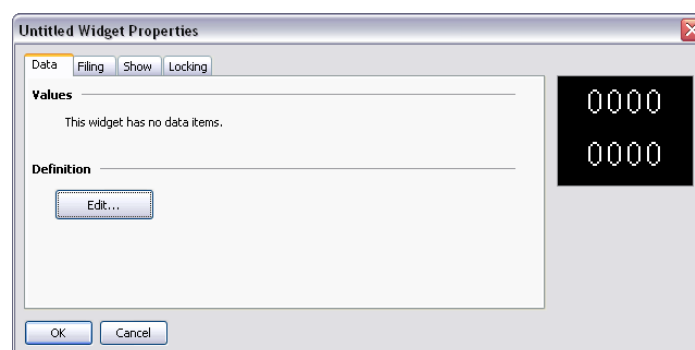 Untitled Widget Properties
Data Filing Show Locking
Values
This widget has no data items.
Definition
Edit...
0000
0000
OK Cancel